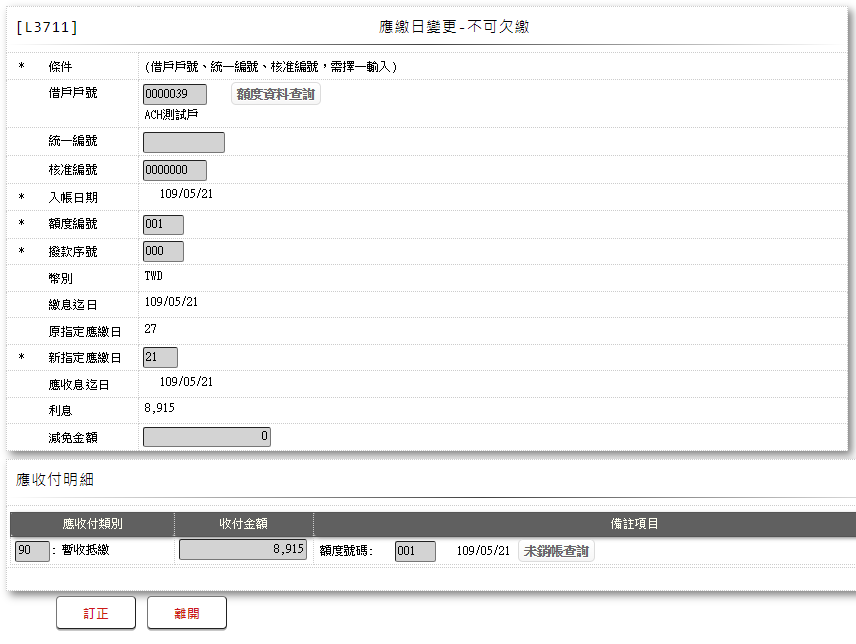 [L3711] 應繳日變更-不可欠繳
* 條件 (借戶戶號、統一編號、核准編號，需擇一輸入)
借戶戶號 0000039 額度資料查詢
ACH測試戶
統一編號
核准編號 0000000
* 入帳日期 109/05/21
* 額度編號 001
* 撥款序號 000
幣別 TWD
繳息迄日 109/05/21
原指定應繳日 27
* 新指定應繳日 21
應收息迄日 109/05/21
利息 8,915
減免金額 0
應收付明細
應收付類別 收付金額 備註項目
90 : 暫收抵繳 8,915 額度號碼: 001 109/05/21 未銷帳查詢
訂正 離開